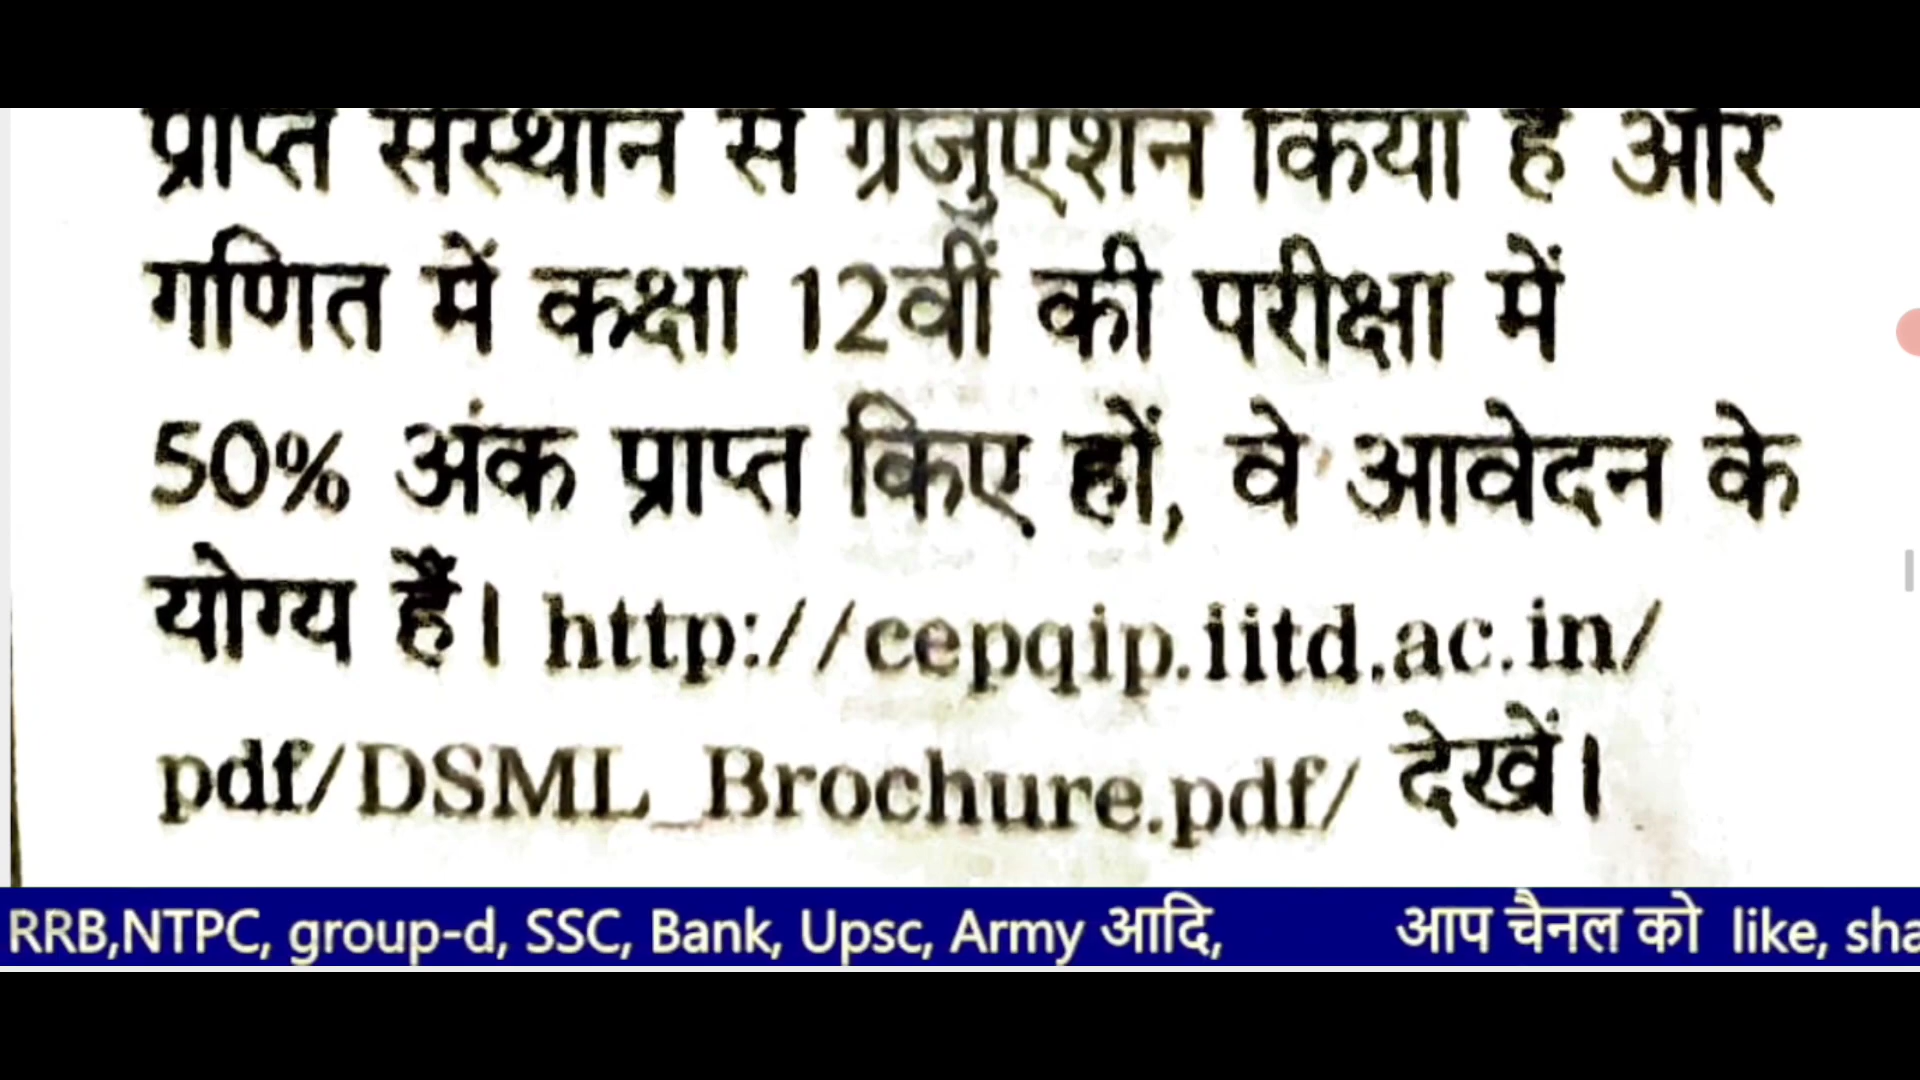 प्राप्त संस्थान से ग्रेजुएशन किया है और
गणित में कक्षा 12वीं की परीक्षा में
50% अंक प्राप्त किए हों, वे आवेदन के
योग्य हैं। http://cepqip.iitd.ac.in/
pdf/DSML_Brochure.pdf/ देखें।
RRB,NTPC, group-d, SSC, Bank, Upsc, Army आदि, आप चैनल को like, sha